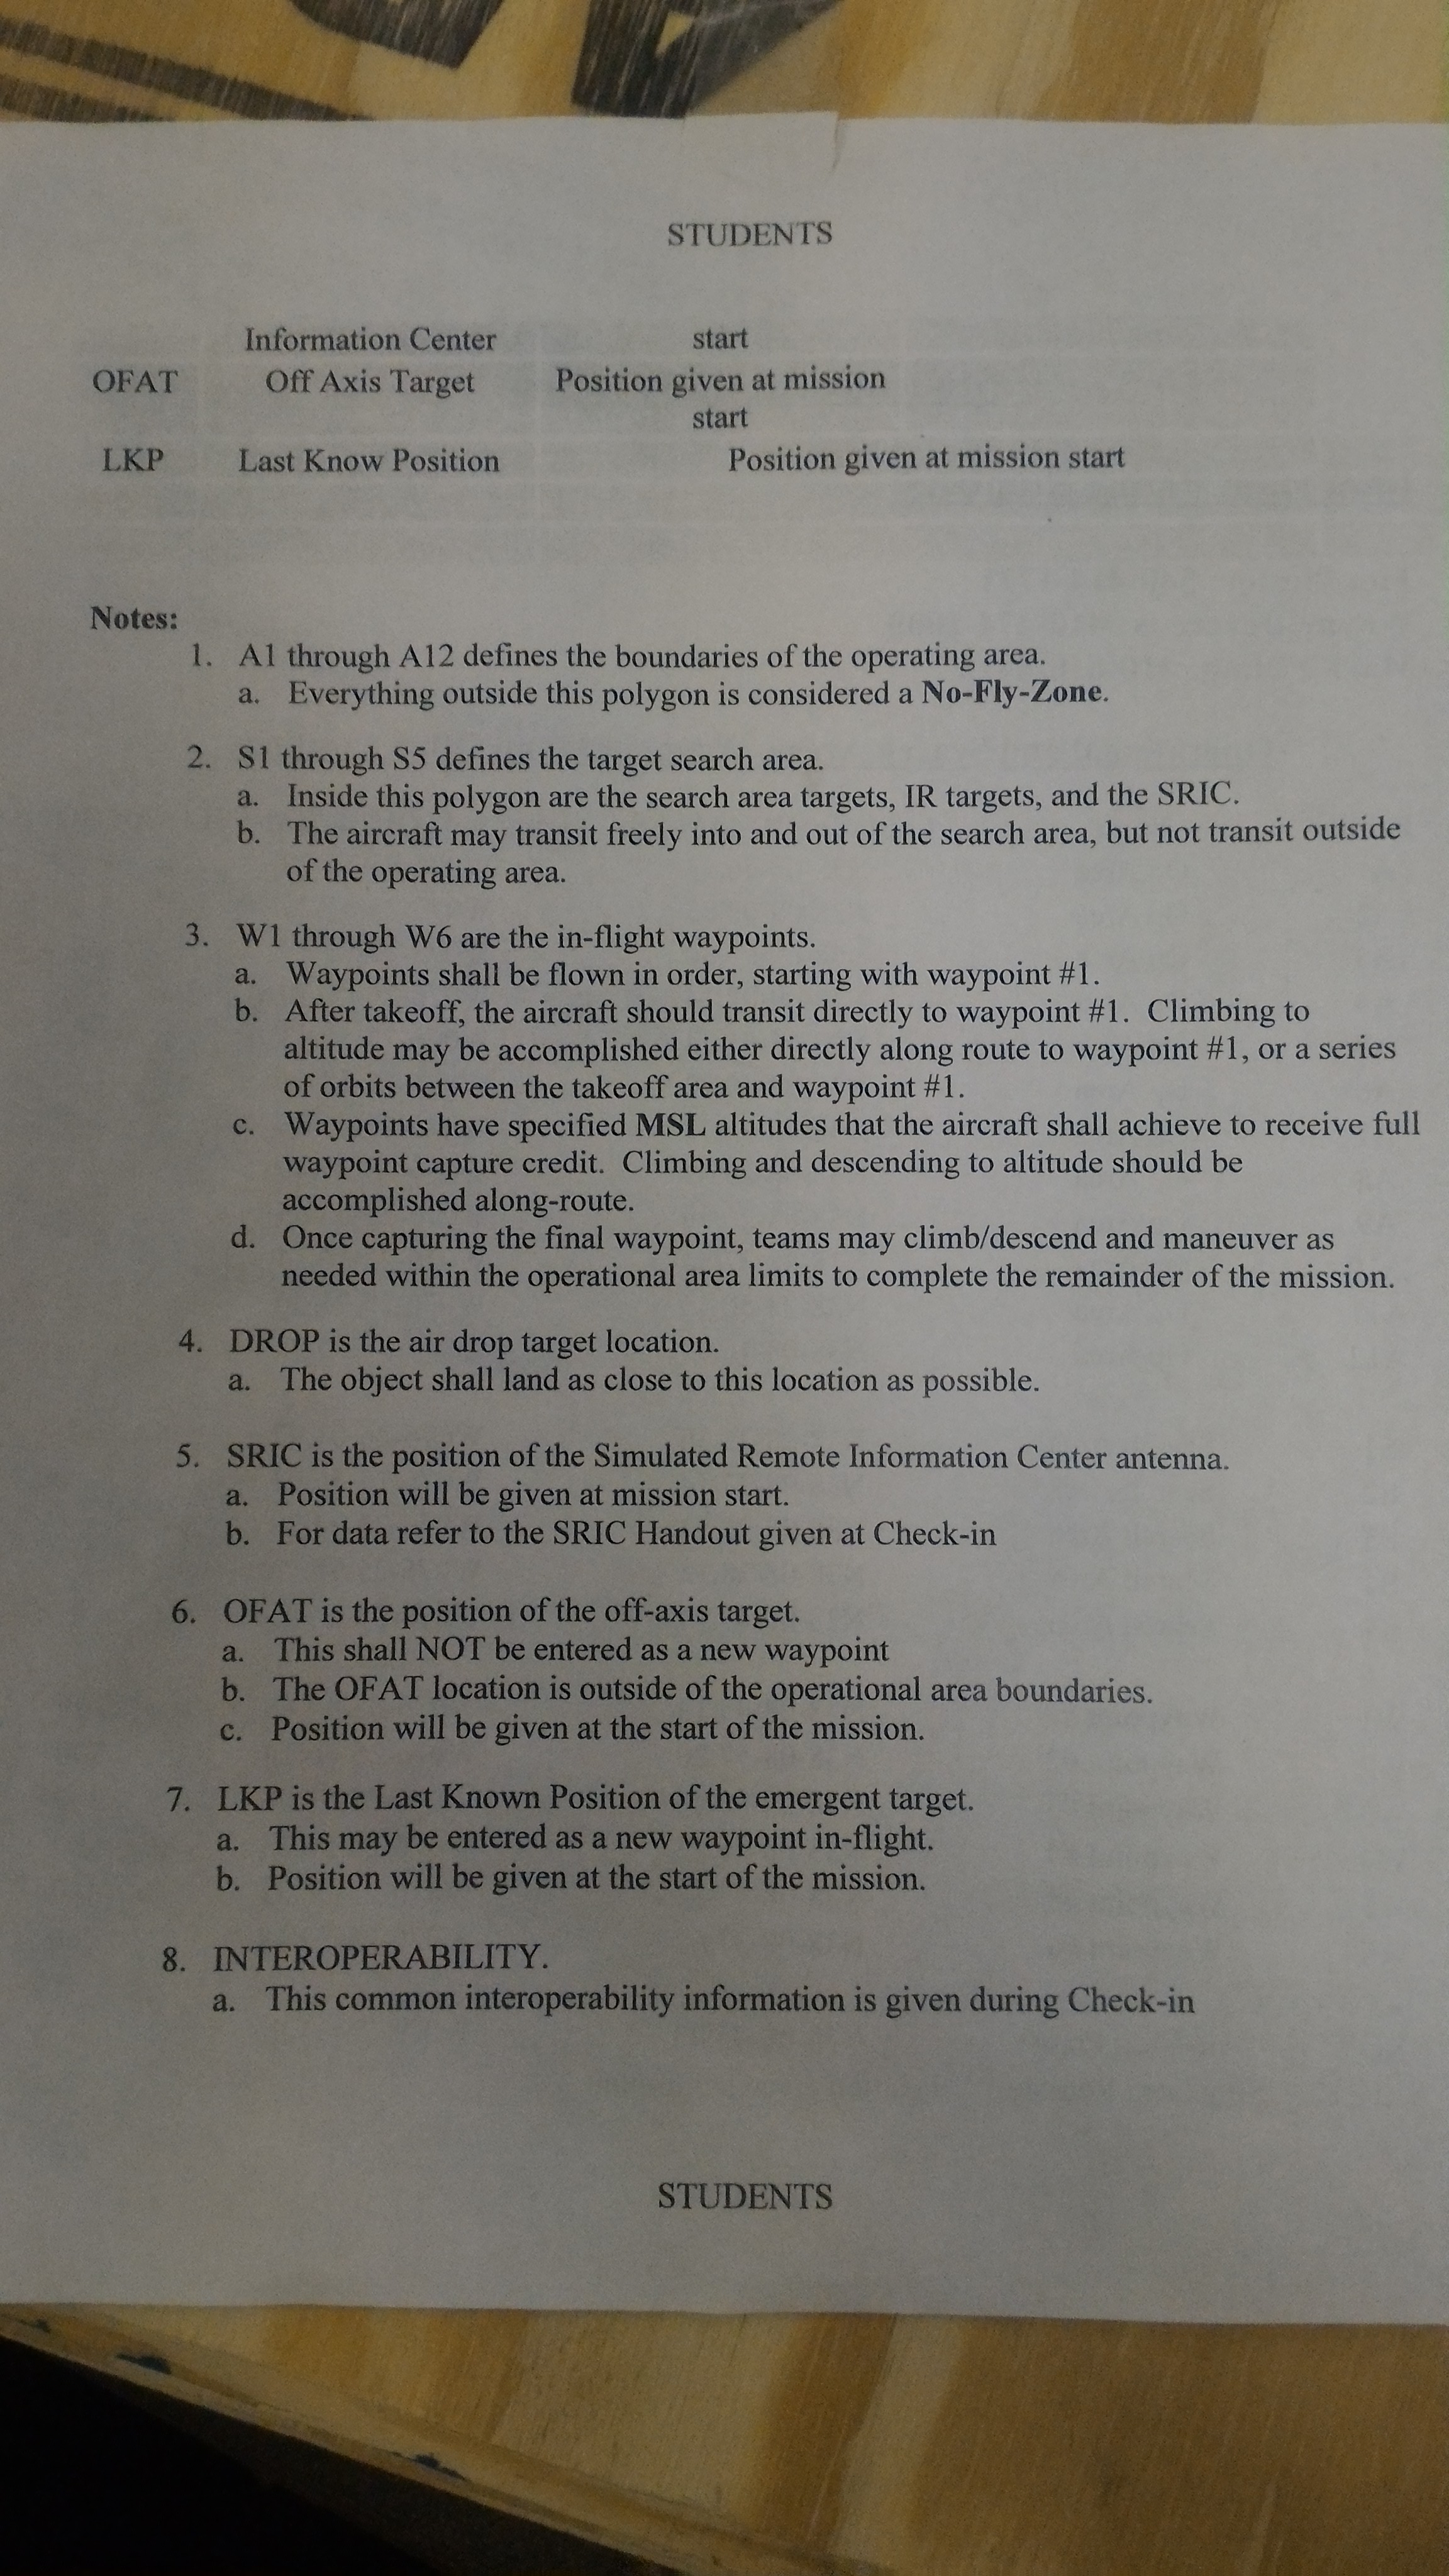 STUDENTS
Information Center start
OFAT Off Axis Target Position given at mission
start
LKP Last Know Position Position given at mission start
Notes:
1. A1 through A12 defines the boundaries of the operating area.
a. Everything outside this polygon is considered a No-Fly-Zone.
2. S1 through S5 defines the target search area.
a. Inside this polygon are the search area targets, IR targets, and the SRIC.
b. The aircraft may transit freely into and out of the search area, but not transit outside
of the operating area.
3. W1 through W6 are the in-flight waypoints.
a. Waypoints shall be flown in order, starting with waypoint #1.
b. After takeoff, the aircraft should transit directly to waypoint #1. Climbing to
altitude may be accomplished either directly along route to waypoint #1, or a series
of orbits between the takeoff area and waypoint #1.
c. Waypoints have specified MSL altitudes that the aircraft shall achieve to receive full
waypoint capture credit. Climbing and descending to altitude should be
accomplished along-route.
d. Once capturing the final waypoint, teams may climb/descend and maneuver as
needed within the operational area limits to complete the remainder of the mission.
4. DROP is the air drop target location.
a. The object shall land as close to this location as possible.
5. SRIC is the position of the Simulated Remote Information Center antenna.
a. Position will be given at mission start.
b. For data refer to the SRIC Handout given at Check-in
6. OFAT is the position of the off-axis target.
a. This shall NOT be entered as a new waypoint
b. The OFAT location is outside of the operational area boundaries.
c. Position will be given at the start of the mission.
7. LKP is the Last Known Position of the emergent target.
a. This may be entered as a new waypoint in-flight.
b. Position will be given at the start of the mission.
8. INTEROPERABILITY.
a. This common interoperability information is given during Check-in
STUDENTS